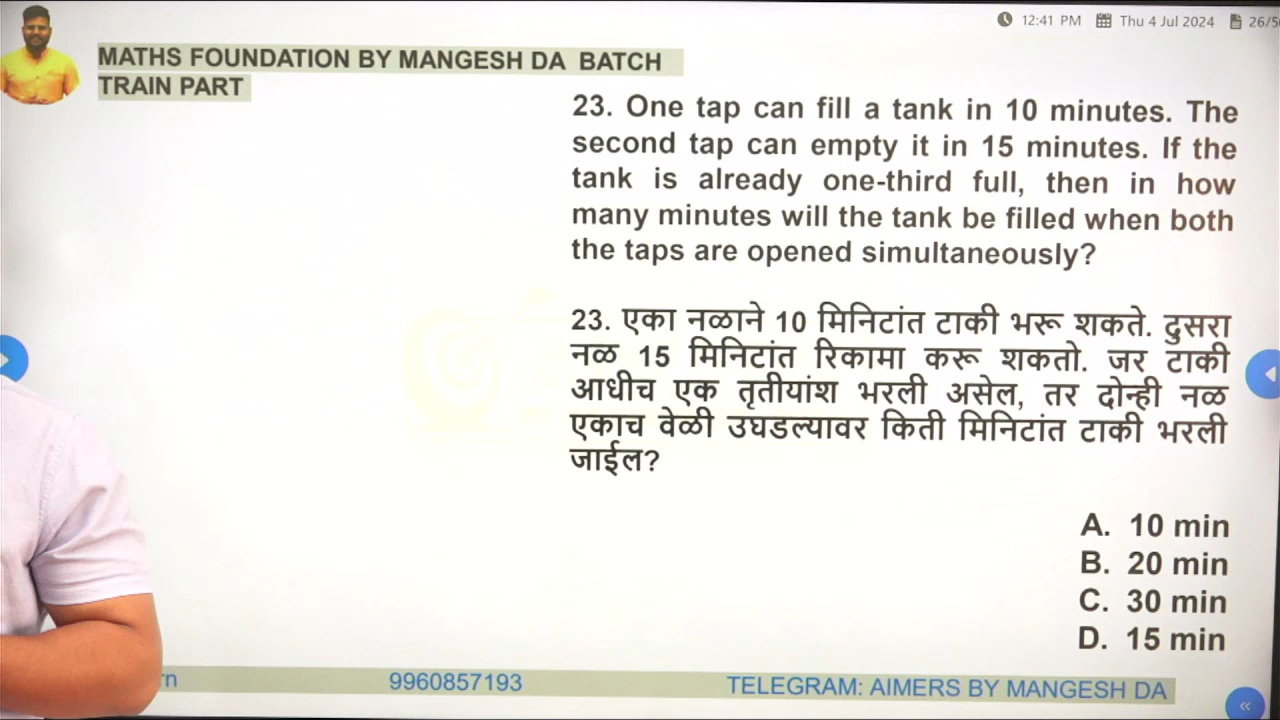 12:41 PM Thu 4 Jul 2024 26/5
MATHS FOUNDATION BY MANGESH DA BATCH
TRAIN PART
23. One tap can fill a tank in 10 minutes. The
second tap can empty it in 15 minutes. If the
tank is already one-third full, then in how
many minutes will the tank be filled when both
the taps are opened simultaneously?
23. एका नळाने 10 मिनिटांत टाकी भरू शकते. दुसरा
नळ 15 मिनिटांत रिकामा करू शकतो. जर टाकी
आधीच एक तृतीयांश भरली असेल, तर दोन्ही नळ
एकाच वेळी उघडल्यावर किती मिनिटांत टाकी भरली
जाईल?
A. 10 min
B. 20 min
C. 30 min
D. 15 min
9960857193 TELEGRAM: AIMERS BY MANGESH DA